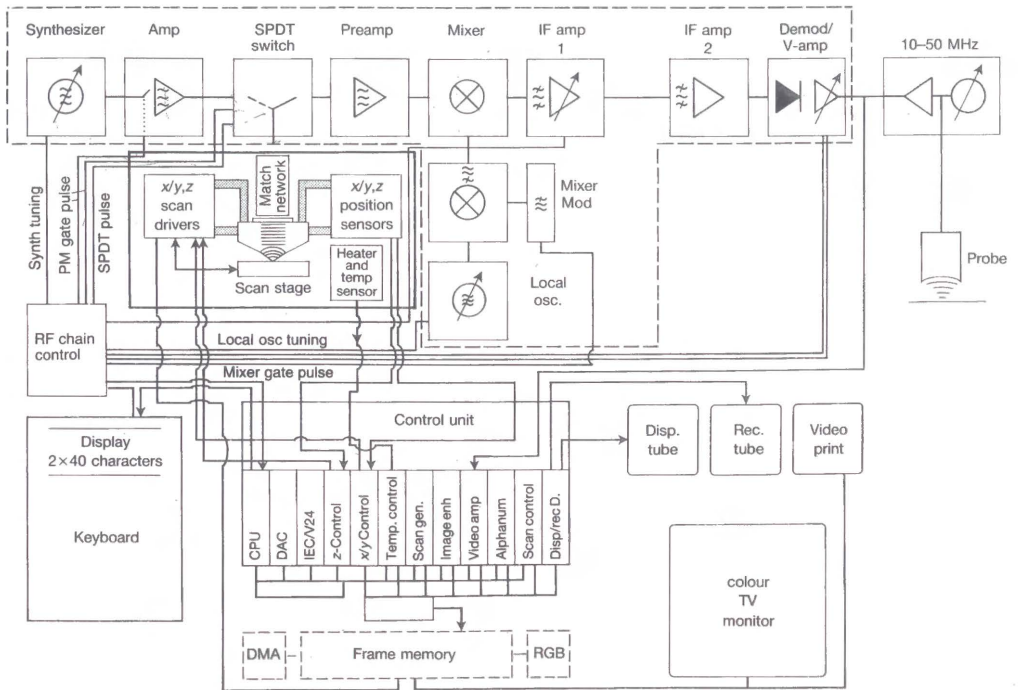 Synthesizer
Amp
SPDT
switch
Preamp
Mixer
IF amp
1
IF amp
2
Demod/
V-amp
10–50 MHz
Synth tuning
PM gate pulse
SPDT pulse
x/y,z
scan
drivers
Match
network
x/y,z
position
sensors
Scan stage
Heater
and
temp
sensor
Mixer
Mod
Local
osc.
Probe
RF chain
control
Local osc tuning
Mixer gate pulse
Display
2×40 characters
Keyboard
Control unit
CPU
DAC
IEC/V24
z-Control
x/y Control
Temp. control
Scan gen.
Image enh
Video amp
Alphanum
Scan control
Disp/rec D.
Disp.
tube
Rec.
tube
Video
print
colour
TV
monitor
DMA
Frame memory
RGB